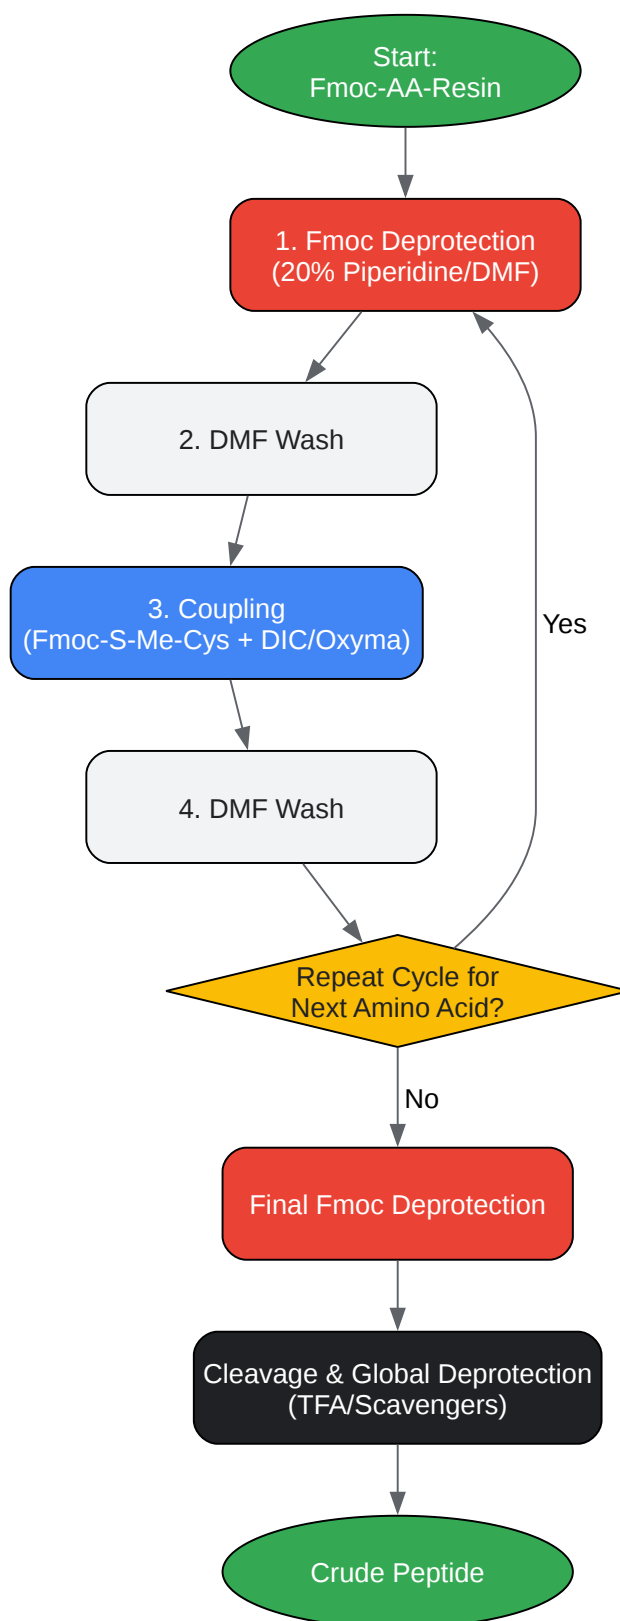 Start:
Fmoc-AA-Resin
1. Fmoc Deprotection
(20% Piperidine/DMF)
2. DMF Wash
3. Coupling
(Fmoc-S-Me-Cys + DIC/Oxyma)
Yes
4. DMF Wash
Repeat Cycle for
Next Amino Acid?
No
Final Fmoc Deprotection
Cleavage & Global Deprotection
(TFA/Scavengers)
Crude Peptide